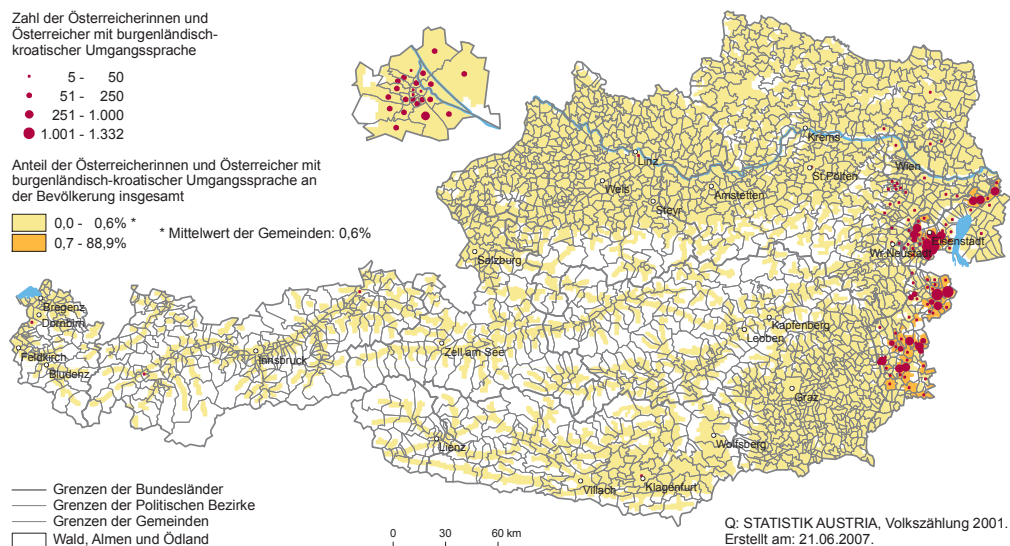 Zahl der Österreicherinnen und
Österreicher mit burgenländisch-
kroatischer Umgangssprache
5 - 50
51 - 250
251 - 1.000
1.001 - 1.332
Anteil der Österreicherinnen und Österreicher mit
burgenländisch-kroatischer Umgangssprache an
der Bevölkerung insgesamt
0,0 - 0,6% *
0,7 - 88,9%
* Mittelwert der Gemeinden: 0,6%
Krems
Linz
Wien
St.Pölten
Wels
Amstetten
Steyr
Eisenstadt
Wr.Neustadt
Salzburg
Bregenz
Dornbirn
Kapfenberg
Leoben
Zell am See
Innsbruck
Feldkirch
Bludenz
Graz
Wolfsberg
Lienz
Villach
Klagenfurt
Grenzen der Bundesländer
Grenzen der Politischen Bezirke
Grenzen der Gemeinden
Wald, Almen und Ödland
0 30 60 km
Q: STATISTIK AUSTRIA, Volkszählung 2001.
Erstellt am: 21.06.2007.